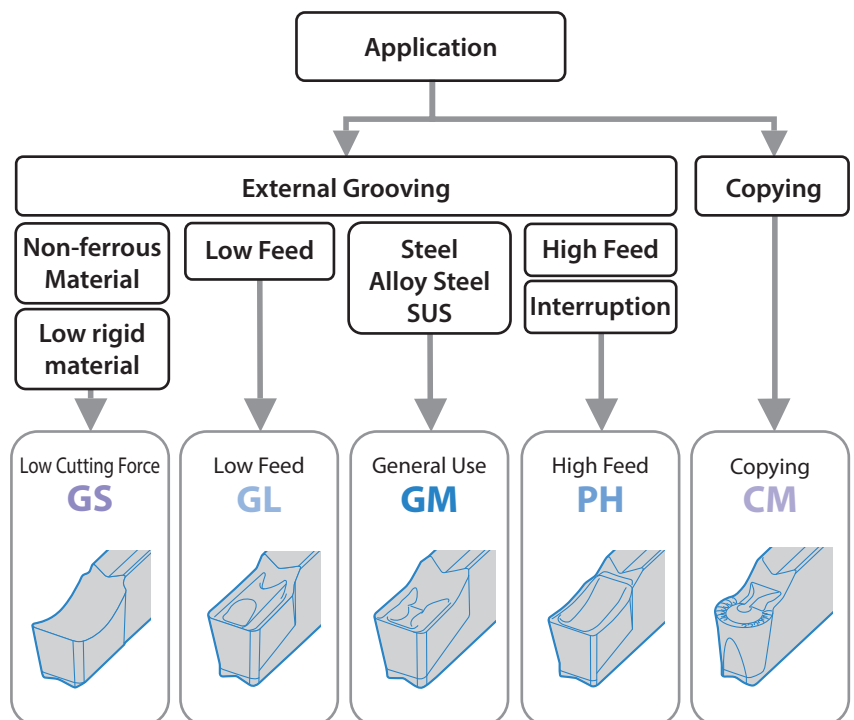 Application
External Grooving
Copying
Non-ferrous
Material
Low rigid
material
Low Feed
Steel
Alloy Steel
SUS
High Feed
Interruption
Low Cutting Force
GS
Low Feed
GL
General Use
GM
High Feed
PH
Copying
CM